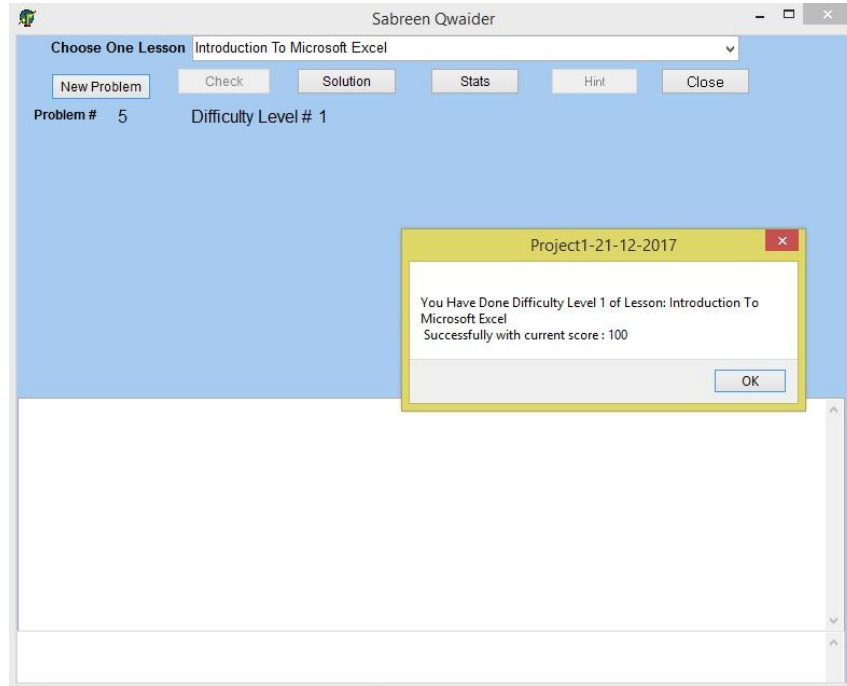 Sabreen Qwaider
Choose One Lesson Introduction To Microsoft Excel
New Problem Check Solution Stats Hint Close
Problem # 5 Difficulty Level # 1
Project1-21-12-2017
You Have Done Difficulty Level 1 of Lesson: Introduction To
Microsoft Excel
Successfully with current score : 100
OK